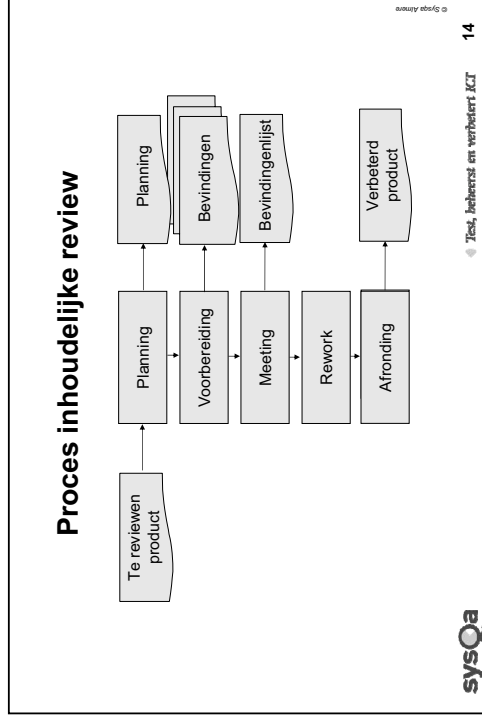 Proces inhoudelijke review
Te reviewen
product
Planning
Planning
Voorbereiding
Bevindingen
Meeting
Bevindingenlijst
Rework
Afronding
Verbeterd
product
sysQa
Test, beheerst en verbetert ICT
14
© Sysqa Almere